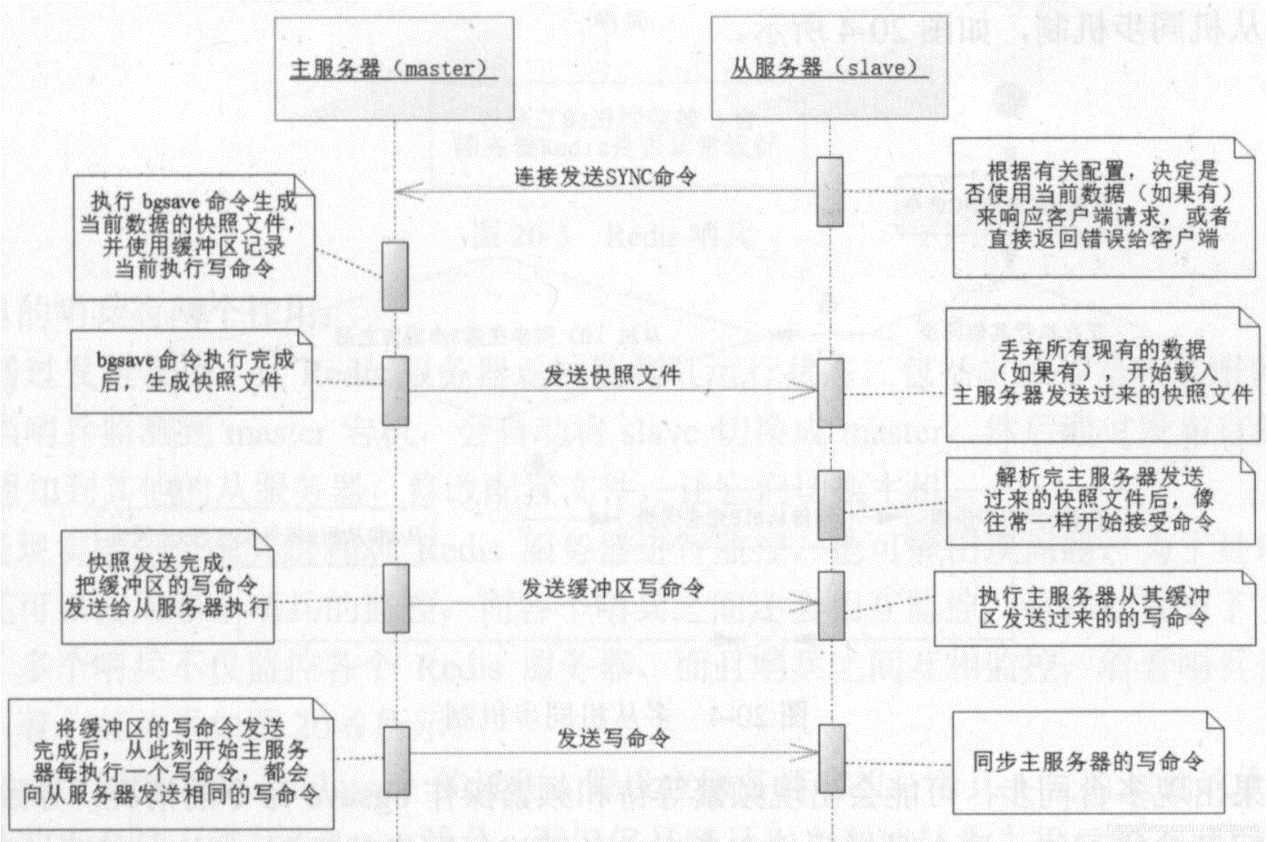 主服务器（master）
从服务器（slave）
连接发送SYNC命令
根据有关配置，决定是
否使用当前数据（如果有）
来响应客户端请求，或者
直接返回错误给客户端
执行 bgsave 命令生成
当前数据的快照文件，
并使用缓冲区记录
当前执行写命令
bgsave 命令执行完成
后，生成快照文件
发送快照文件
丢弃所有现有的数据
（如果有），开始载入
主服务器发送过来的快照文件
解析完主服务器发送
过来的快照文件后，像
往常一样开始接受命令
快照发送完成，
把缓冲区的写命令
发送给从服务器执行
发送缓冲区写命令
执行主服务器从其缓冲
区发送过来的的写命令
将缓冲区的写命令发送
完成后，从此刻开始主服务
器每执行一个写命令，都会
向从服务器发送相同的写命令
发送写命令
同步主服务器的写命令